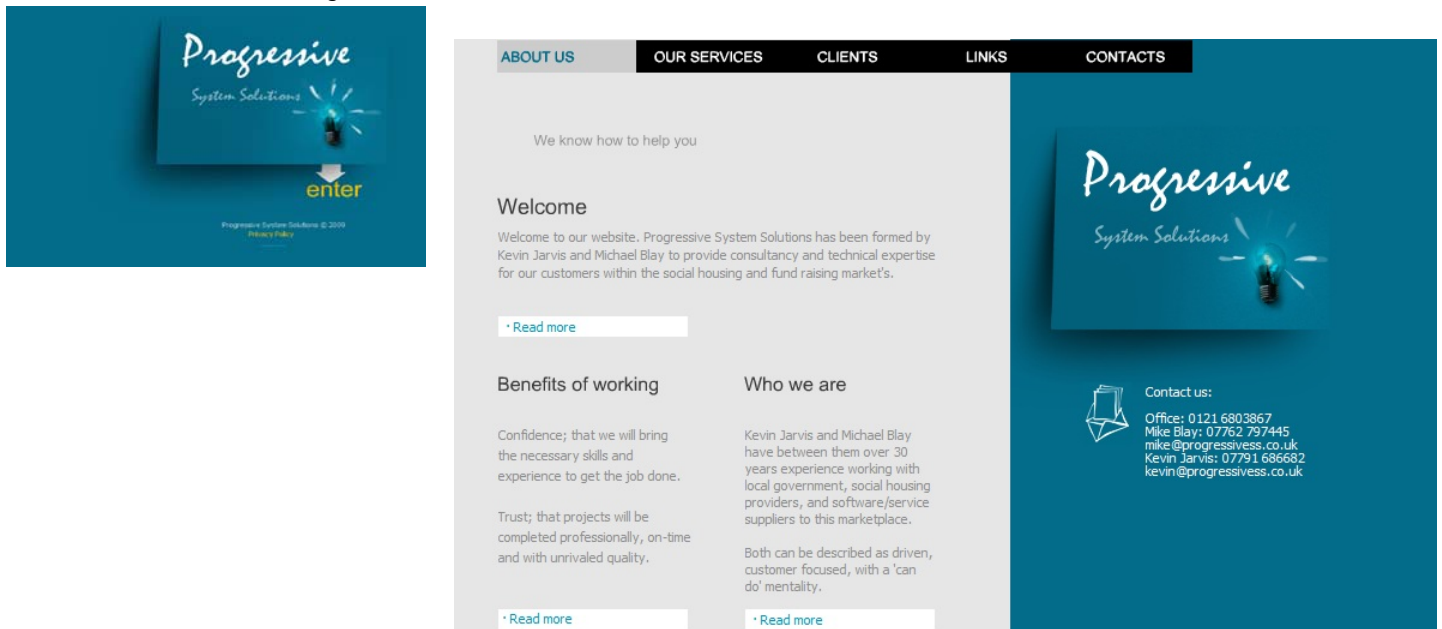 Progressive
System Solutions
enter
Progressive System Solutions © 2009
Privacy Policy
ABOUT US OUR SERVICES CLIENTS LINKS CONTACTS
We know how to help you
Welcome
Welcome to our website. Progressive System Solutions has been formed by
Kevin Jarvis and Michael Blay to provide consultancy and technical expertise
for our customers within the social housing and fund raising market's.
· Read more
Benefits of working
Confidence; that we will bring
the necessary skills and
experience to get the job done.
Trust; that projects will be
completed professionally, on-time
and with unrivaled quality.
· Read more
Who we are
Kevin Jarvis and Michael Blay
have between them over 30
years experience working with
local government, social housing
providers, and software/service
suppliers to this marketplace.
Both can be described as driven,
customer focused, with a 'can
do' mentality.
· Read more
Progressive
System Solutions
Contact us:
Office: 0121 6803867
Mike Blay: 07762 797445
mike@progressivess.co.uk
Kevin Jarvis: 07791 686682
kevin@progressivess.co.uk